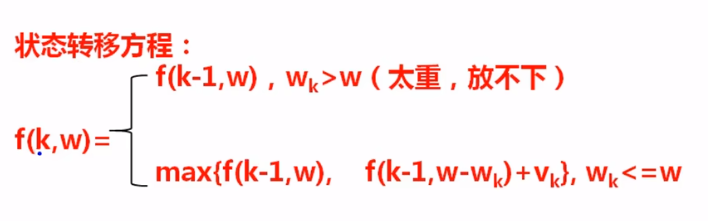 状态转移方程：
f(k-1,w)，wk>w（太重，放不下）
f(k,w)=
max{f(k-1,w), f(k-1,w-wk)+vk}, wk<=w